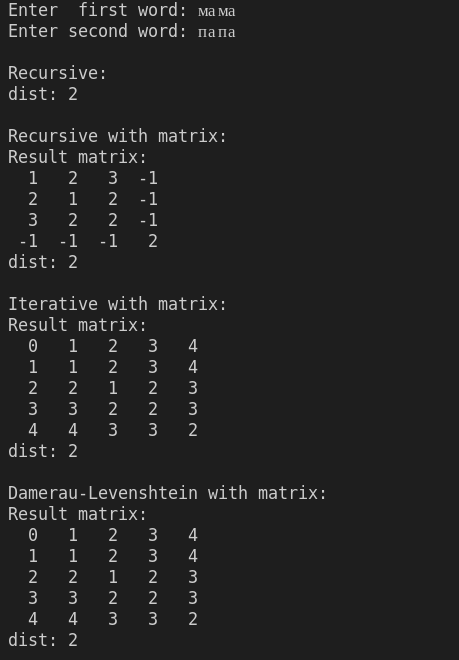 Enter  first word: мама
Enter second word: папа

Recursive:
dist: 2

Recursive with matrix:
Result matrix:
  1   2   3  -1
  2   1   2  -1
  3   2   2  -1
 -1  -1  -1   2
dist: 2

Iterative with matrix:
Result matrix:
  0   1   2   3   4
  1   1   2   3   4
  2   2   1   2   3
  3   3   2   2   3
  4   4   3   3   2
dist: 2

Damerau-Levenshtein with matrix:
Result matrix:
  0   1   2   3   4
  1   1   2   3   4
  2   2   1   2   3
  3   3   2   2   3
  4   4   3   3   2
dist: 2